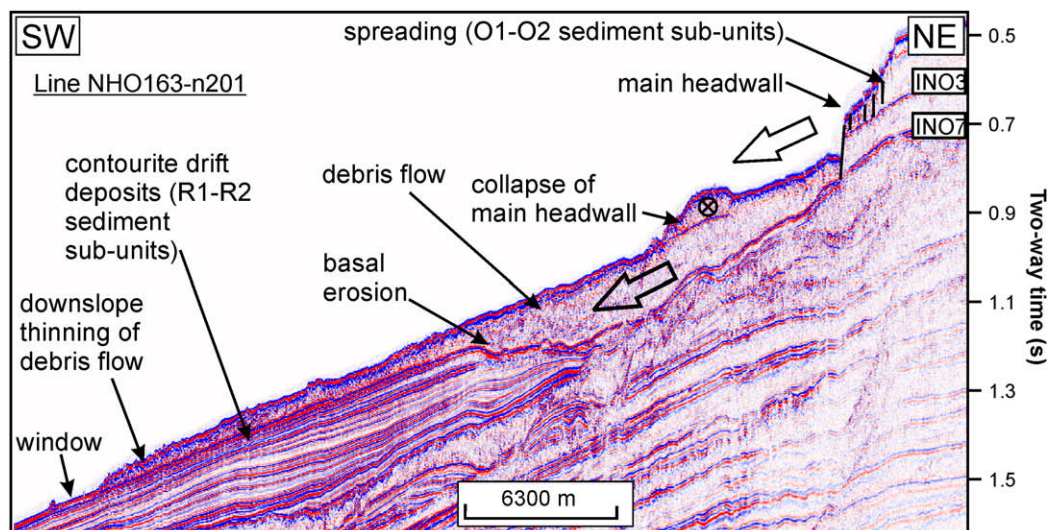 SW
NE
spreading (O1-O2 sediment sub-units)
Line NHO163-n201
main headwall
INO3
INO7
contourite drift
deposits (R1-R2
sediment
sub-units)
debris flow
collapse of
main headwall
basal
erosion
downslope
thinning of
debris flow
window
6300 m
0.5
0.7
0.9
1.1
1.3
1.5
Two-way time (s)